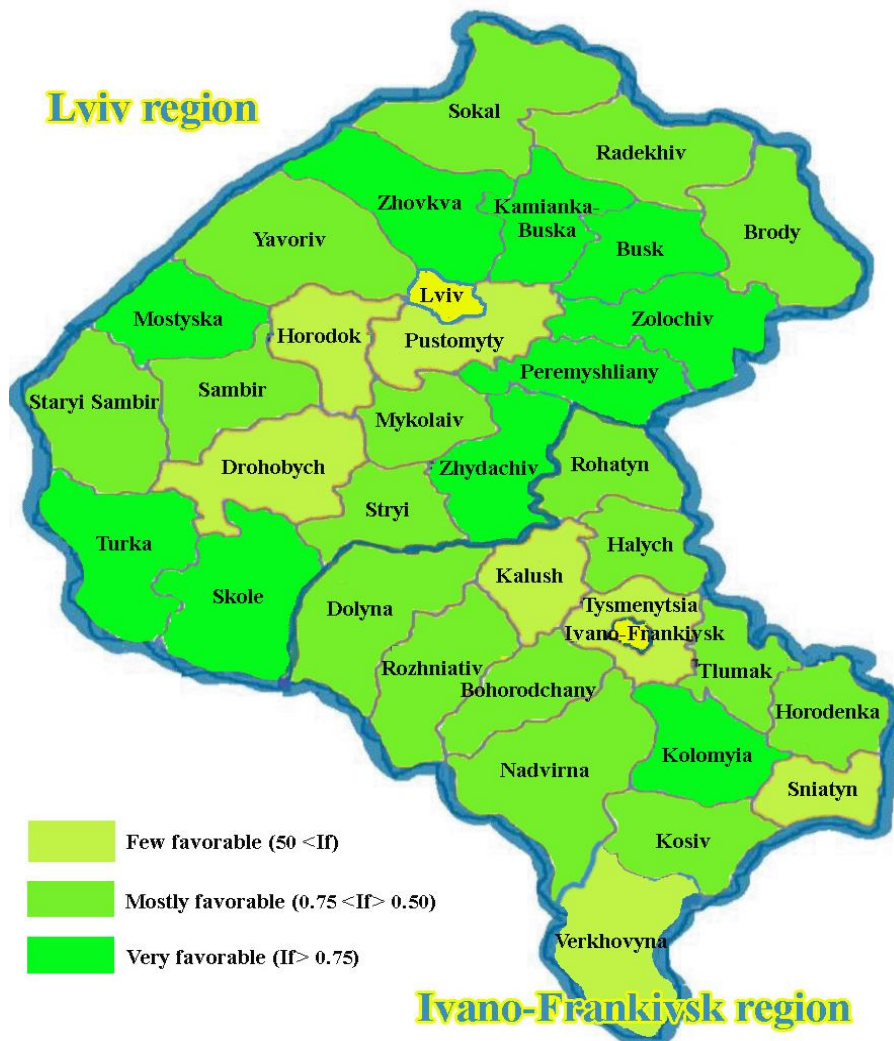 Lviv region
Sokal
Radekhiv
Zhovkva
Kamianka-
Buska
Busk
Brody
Yavoriv
Lviv
Mostyska
Horodok
Pustomyty
Zolochiv
Peremyshliany
Staryi Sambir
Sambir
Mykolaiv
Drohobych
Zhydachiv
Rohatyn
Stryi
Turka
Halych
Kalush
Skole
Dolyna
Tysmenytsia
Ivano-Frankivsk
Rozhniativ
Bohorodchany
Tlumak
Horodenka
Nadvirna
Kolomyia
Sniatyn
Kosiv
Verkhovyna
Few favorable (50 <If)
Mostly favorable (0.75 <If> 0.50)
Very favorable (If> 0.75)
Ivano-Frankivsk region